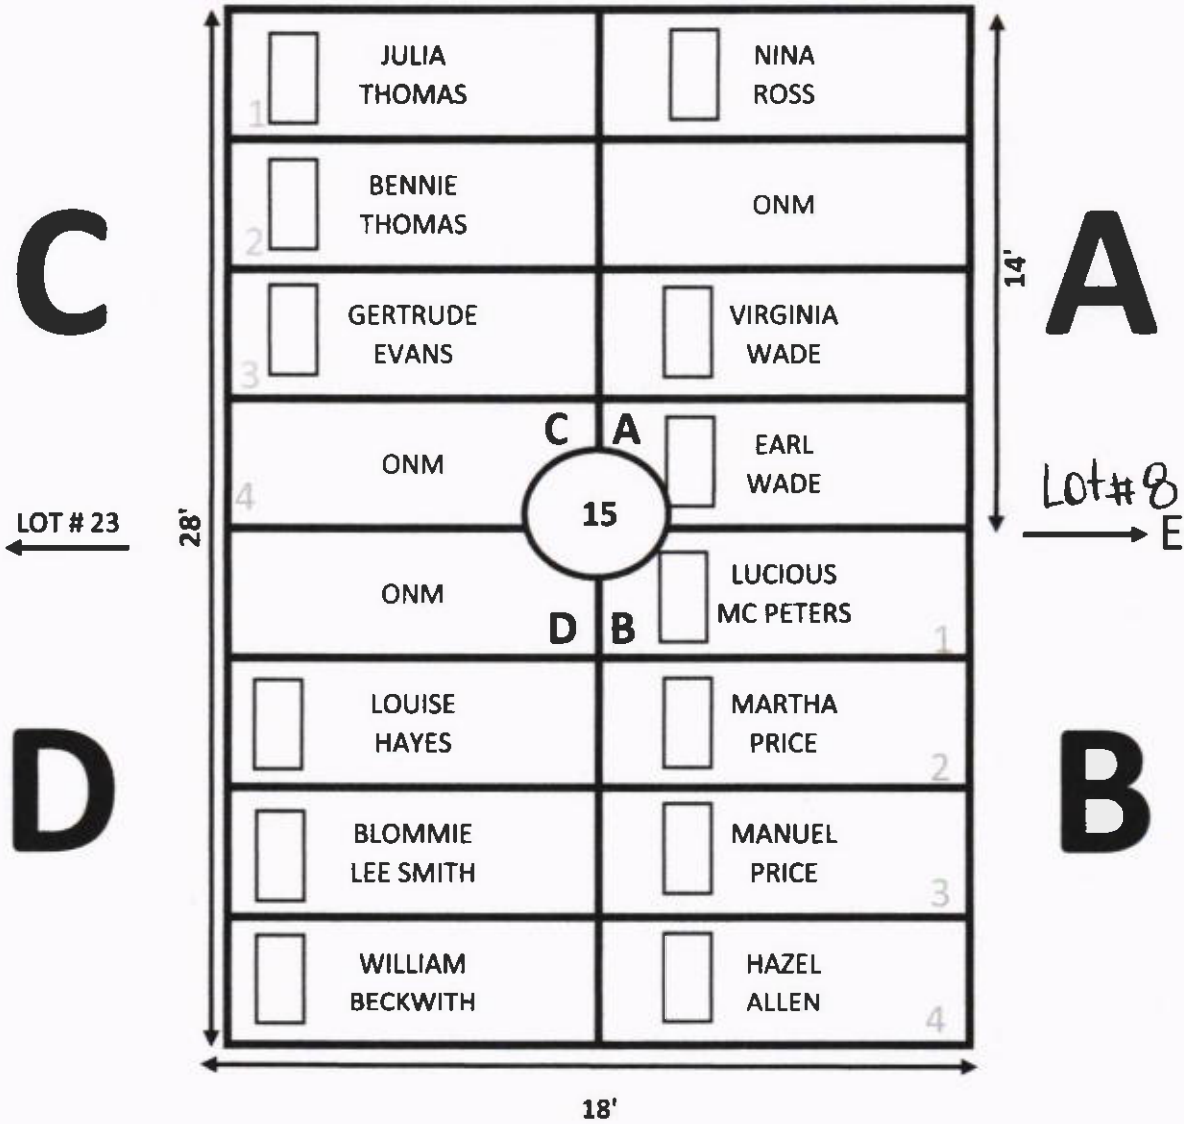 JULIA
THOMAS
1
NINA
ROSS
BENNIE
THOMAS
2
ONM
C
A
14'
GERTRUDE
EVANS
3
VIRGINIA
WADE
C A
ONM
4
EARL
WADE
15
LOT # 23
28'
Lot# 8
E
ONM
D B
LUCIOUS
MC PETERS
1
LOUISE
HAYES
MARTHA
PRICE
2
D
B
BLOMMIE
LEE SMITH
MANUEL
PRICE
3
WILLIAM
BECKWITH
HAZEL
ALLEN
4
18'